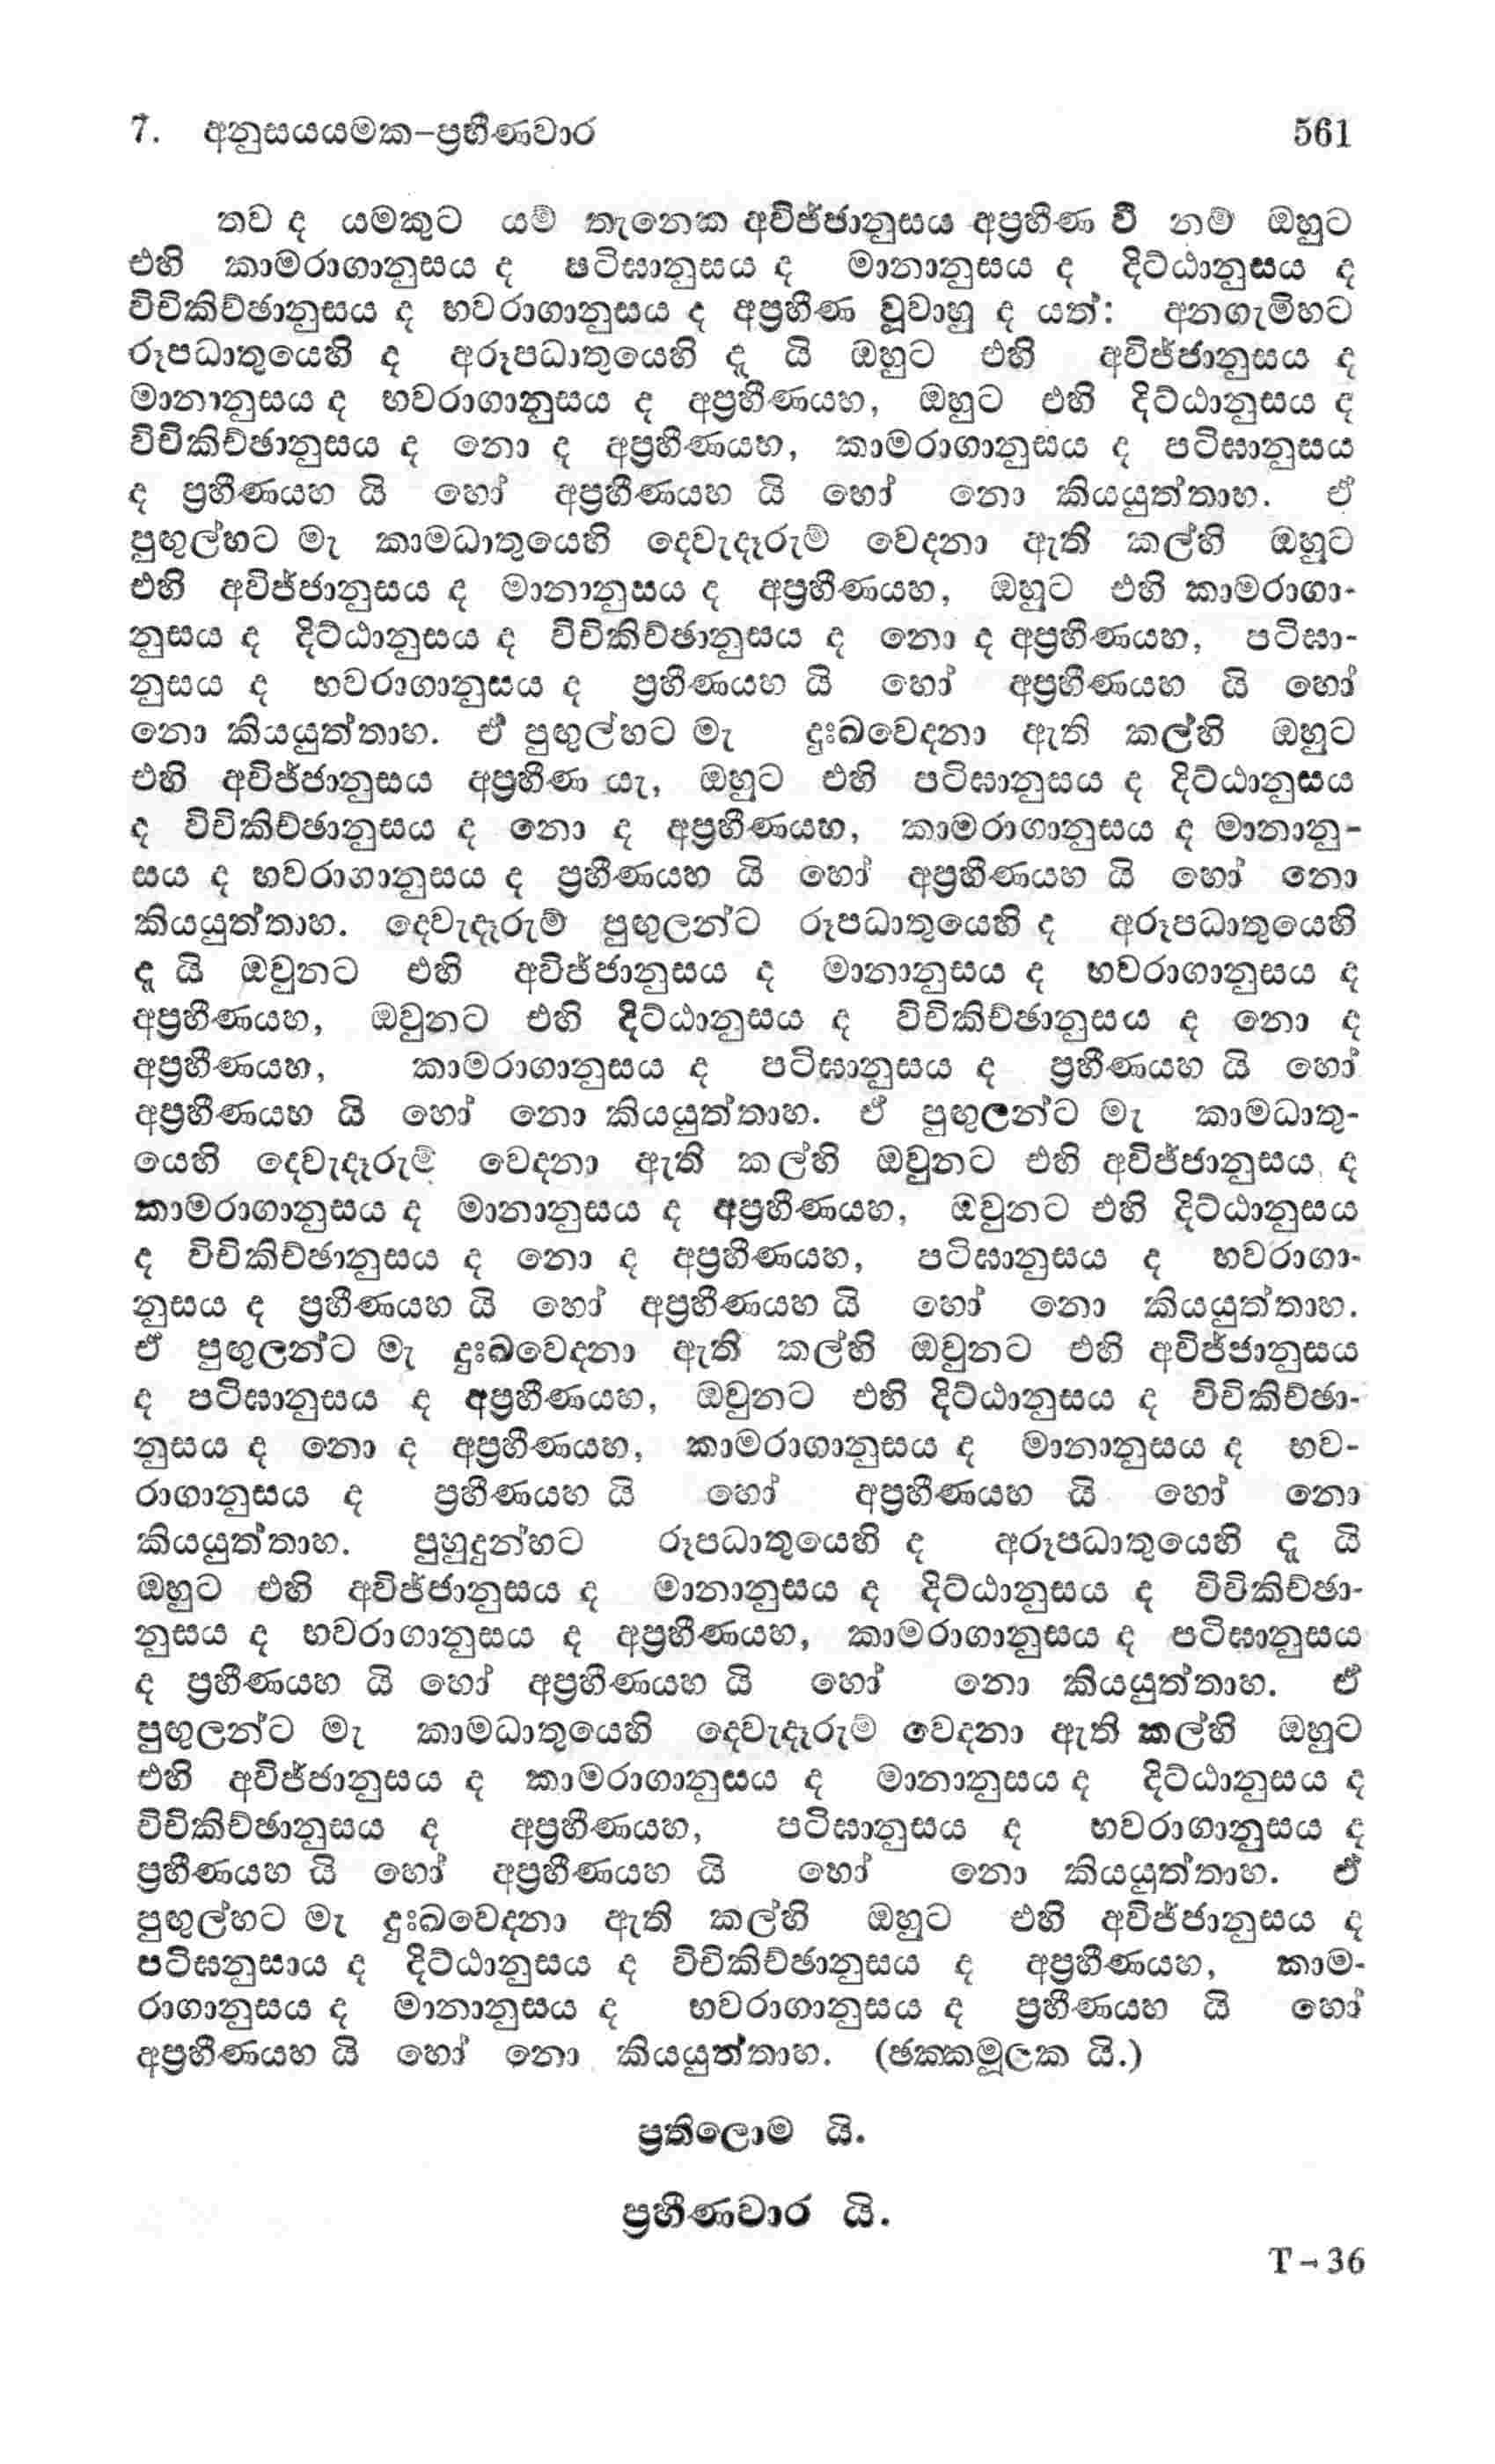 7. අනුසයයමක–ප්‍රහීණවාර 561
තව ද යමකුට යම් තැනෙක අවිජ්ජානුසය අප්‍රහීණ වී නම් ඔහුට
එහි කාමරාගානුසය ද පටිඝානුසය ද මානානුසය ද දිට්ඨානුසය ද
විචිකිච්ඡානුසය ද භවරාගානුසය ද අප්‍රහීණ වූවාහු ද යත්: අනගැමිහට
රූපධාතුයෙහි ද අරූපධාතුයෙහි ද යි ඔහුට එහි අවිජ්ජානුසය ද
මානානුසය ද භවරාගානුසය ද අප්‍රහීණයහ, ඔහුට එහි දිට්ඨානුසය ද
විචිකිච්ඡානුසය ද නො ද අප්‍රහීණයහ, කාමරාගානුසය ද පටිඝානුසය
ද ප්‍රහීණයහ යි හෝ අප්‍රහීණයහ යි හෝ නො කියයුත්තාහ. ඒ
පුඟුල්හට මැ කාමධාතුයෙහි දෙවැදෑරුම් වෙදනා ඇති කල්හි ඔහුට
එහි අවිජ්ජානුසය ද මානානුසය ද අප්‍රහීණයහ, ඔහුට එහි කාමරාගා-
නුසය ද දිට්ඨානුසය ද විචිකිච්ඡානුසය ද නො ද අප්‍රහීණයහ, පටිඝා-
නුසය ද භවරාගානුසය ද ප්‍රහීණයහ යි හෝ අප්‍රහීණයහ යි හෝ
නො කියයුත්තාහ. ඒ පුඟුල්හට මැ දුඃඛවෙදනා ඇති කල්හි ඔහුට
එහි අවිජ්ජානුසය අප්‍රහීණ යැ, ඔහුට එහි පටිඝානුසය ද දිට්ඨානුසය
ද විචිකිච්ඡානුසය ද නො ද අප්‍රහීණයහ, කාමරාගානුසය ද මානානු-
සය ද භවරාගානුසය ද ප්‍රහීණයහ යි හෝ අප්‍රහීණයහ යි හෝ නො
කියයුත්තාහ. දෙවැදෑරුම් පුඟුලන්ට රූපධාතුයෙහි ද අරූපධාතුයෙහි
ද යි ඔවුනට එහි අවිජ්ජානුසය ද මානානුසය ද භවරාගානුසය ද
අප්‍රහීණයහ, ඔවුනට එහි දිට්ඨානුසය ද විචිකිච්ඡානුසය ද නො ද
අප්‍රහීණයහ, කාමරාගානුසය ද පටිඝානුසය ද ප්‍රහීණයහ යි හෝ
අප්‍රහීණයහ යි හෝ නො කියයුත්තාහ. ඒ පුඟුලන්ට මැ කාමධාතු-
යෙහි දෙවැදෑරුම් වෙදනා ඇති කල්හි ඔවුනට එහි අවිජ්ජානුසය ද
කාමරාගානුසය ද මානානුසය ද අප්‍රහීණයහ, ඔවුනට එහි දිට්ඨානුසය
ද විචිකිච්ඡානුසය ද නො ද අප්‍රහීණයහ, පටිඝානුසය ද භවරාගා-
නුසය ද ප්‍රහීණයහ යි හෝ අප්‍රහීණයහ යි හෝ නො කියයුත්තාහ.
ඒ පුඟුලන්ට මැ දුඃඛවෙදනා ඇති කල්හි ඔවුනට එහි අවිජ්ජානුසය
ද පටිඝානුසය ද අප්‍රහීණයහ, ඔවුනට එහි දිට්ඨානුසය ද විචිකිච්ඡා-
නුසය ද නො ද අප්‍රහීණයහ, කාමරාගානුසය ද මානානුසය ද භව-
රාගානුසය ද ප්‍රහීණයහ යි හෝ අප්‍රහීණයහ යි හෝ නො
කියයුත්තාහ. පුහුදුන්හට රූපධාතුයෙහි ද අරූපධාතුයෙහි ද යි
ඔහුට එහි අවිජ්ජානුසය ද මානානුසය ද දිට්ඨානුසය ද විචිකිච්ඡා-
නුසය ද භවරාගානුසය ද අප්‍රහීණයහ, කාමරාගානුසය ද පටිඝානුසය
ද ප්‍රහීණයහ යි හෝ අප්‍රහීණයහ යි හෝ නො කියයුත්තාහ. ඒ
පුඟුලන්ට මැ කාමධාතුයෙහි දෙවැදෑරුම් වෙදනා ඇති කල්හි ඔහුට
එහි අවිජ්ජානුසය ද කාමරාගානුසය ද මානානුසය ද දිට්ඨානුසය ද
විචිකිච්ඡානුසය ද අප්‍රහීණයහ, පටිඝානුසය ද භවරාගානුසය ද
ප්‍රහීණයහ යි හෝ අප්‍රහීණයහ යි හෝ නො කියයුත්තාහ. ඒ
පුඟුල්හට මැ දුඃඛවෙදනා ඇති කල්හි ඔහුට එහි අවිජ්ජානුසය ද
පටිඝනුසාය ද දිට්ඨානුසය ද විචිකිච්ඡානුසය ද අප්‍රහීණයහ, කාම-
රාගානුසය ද මානානුසය ද භවරාගානුසය ද ප්‍රහීණයහ යි හෝ
අප්‍රහීණයහ යි හෝ නො කියයුත්තාහ. (ඡක්කමූලක යි.)
ප්‍රතිලොම යි.
ප්‍රහීණවාර යි.
T – 36